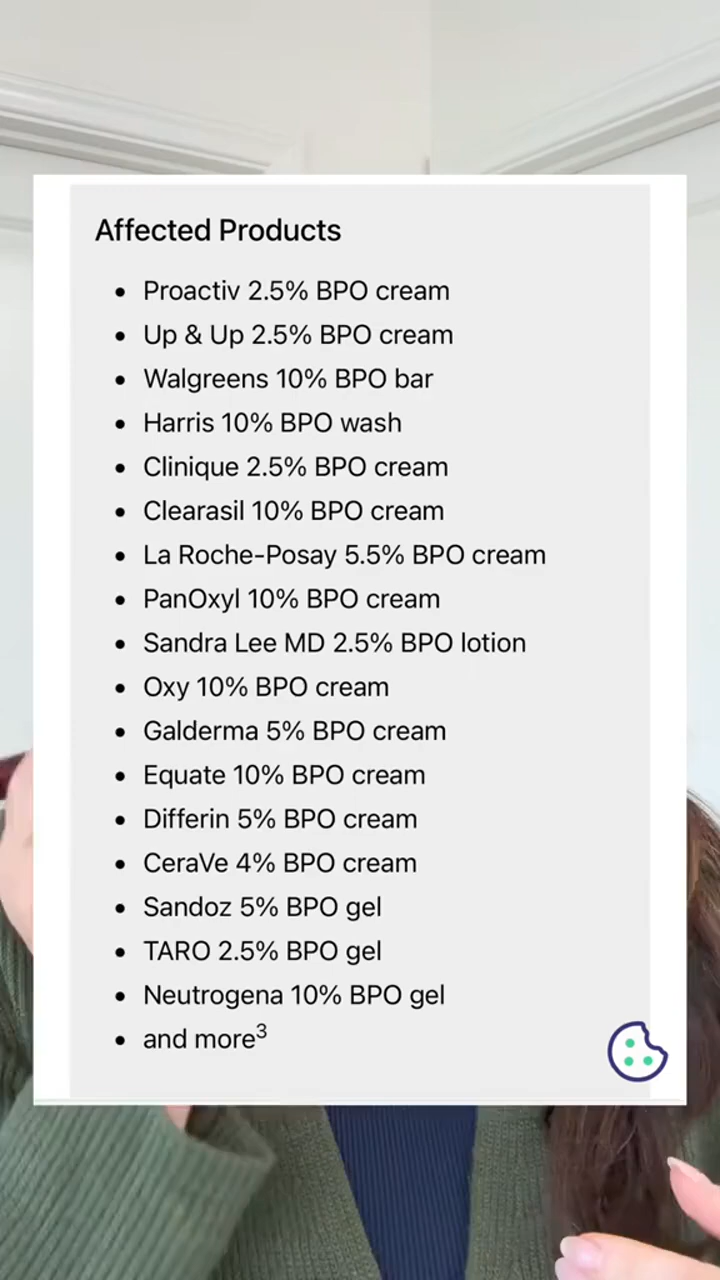 Affected Products
• Proactiv 2.5% BPO cream
• Up & Up 2.5% BPO cream
• Walgreens 10% BPO bar
• Harris 10% BPO wash
• Clinique 2.5% BPO cream
• Clearasil 10% BPO cream
• La Roche-Posay 5.5% BPO cream
• PanOxyl 10% BPO cream
• Sandra Lee MD 2.5% BPO lotion
• Oxy 10% BPO cream
• Galderma 5% BPO cream
• Equate 10% BPO cream
• Differin 5% BPO cream
• CeraVe 4% BPO cream
• Sandoz 5% BPO gel
• TARO 2.5% BPO gel
• Neutrogena 10% BPO gel
• and more³